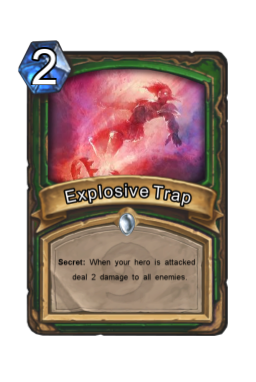 2
Explosive Trap
Secret: When your hero is attacked
deal 2 damage to all enemies.